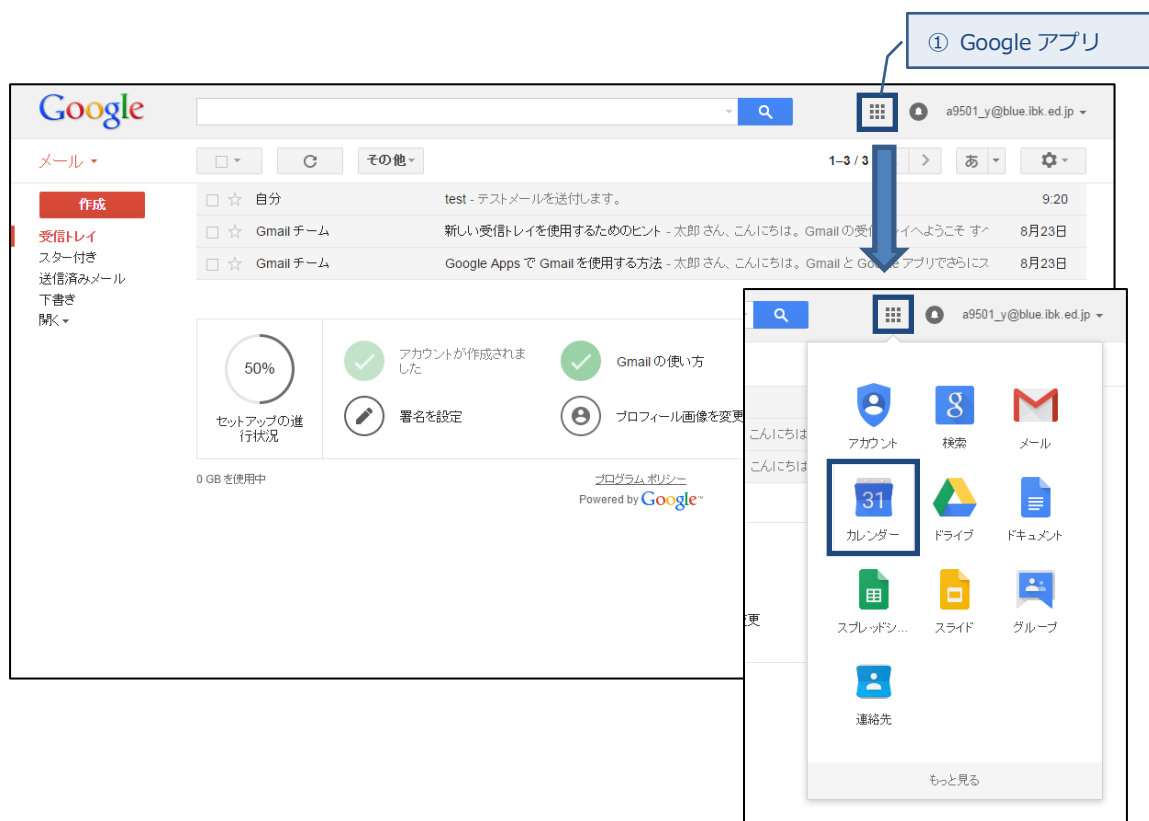 ① Google アプリ
Google
a9501_y@blue.ibk.ed.jp
メール
その他
1–3 / 3
あ
作成
受信トレイ
スター付き
送信済みメール
下書き
開く
自分 test - テストメールを送付します。 9:20
Gmail チーム 新しい受信トレイを使用するためのヒント - 太郎 さん、こんにちは。 Gmail の受信トレイへようこそ すべ 8月23日
Gmail チーム Google Apps で Gmail を使用する方法 - 太郎 さん、こんにちは。 Gmail と Google アプリでさらにス 8月23日
50%
セットアップの進
行状況
アカウントが作成されま
した
Gmail の使い方
署名を設定
プロフィール画像を変更
0 GB を使用中
プログラム ポリシー
Powered by Google™
a9501_y@blue.ibk.ed.jp
こんにちは
こんにちは
変更
アカウント
検索
メール
31
カレンダー
ドライブ
ドキュメント
スプレッドシ...
スライド
グループ
連絡先
もっと見る